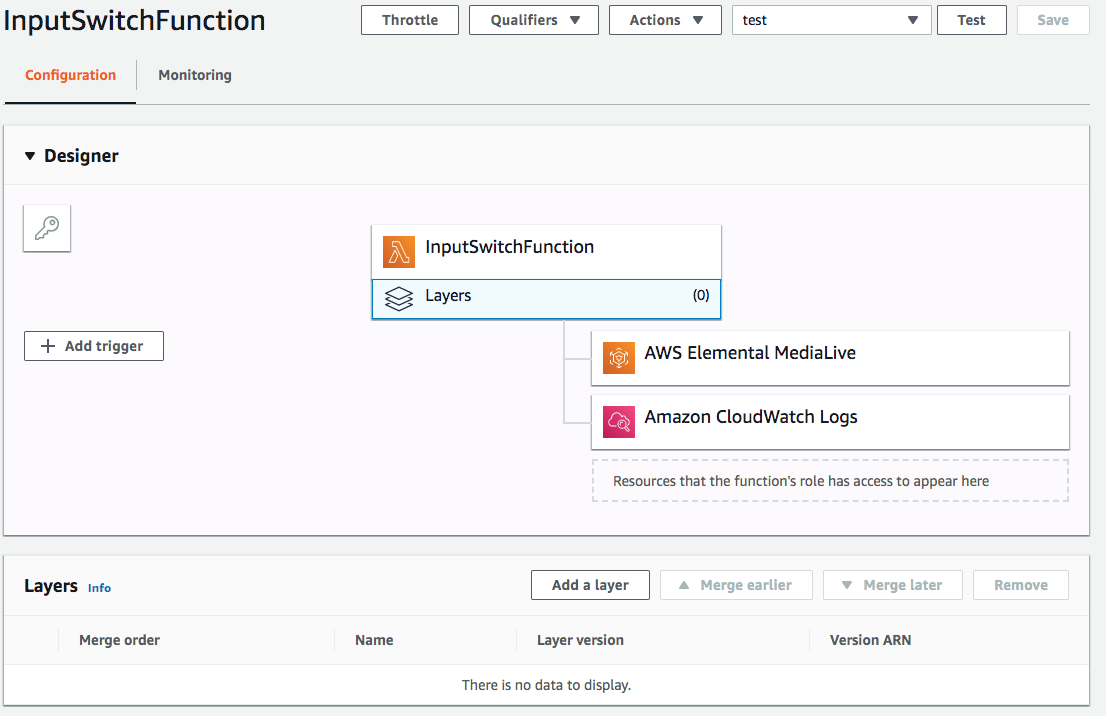 InputSwitchFunction
Throttle Qualifiers Actions test Test Save
Configuration Monitoring
Designer
InputSwitchFunction
Layers (0)
Add trigger
AWS Elemental MediaLive
Amazon CloudWatch Logs
Resources that the function's role has access to appear here
Layers Info Add a layer Merge earlier Merge later Remove
Merge order Name Layer version Version ARN
There is no data to display.